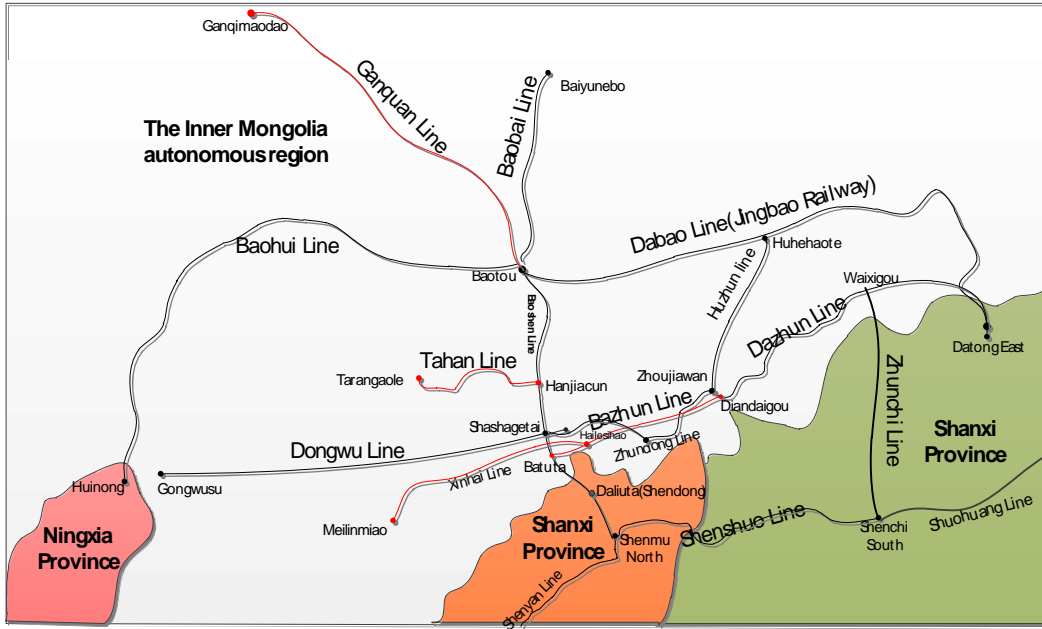 Ganqimaodao
Ganquan Line
Baobai Line
Baiyunebo
The Inner Mongolia
autonomous region
Baohui Line
Dabao Line(Jingbao Railway)
Huhehaote
Baotou
Huzhun line
Waixigou
Baoshen Line
Dazhun Line
Datong East
Tahan Line
Tarangaole
Hanjiacun
Zhoujiawan
Diandaigou
Zhunchi Line
Bazhun Line
Shashagetai
Hailesihao
Zhundong Line
Shanxi
Province
Dongwu Line
Batuta
Xinhai Line
Huinong
Gongwusu
Daliuta(Shendong)
Meilinmiao
Ningxia
Province
Shanxi
Province
Shenmu
North
Shenshuo Line
Shenchi
South
Shuohuang Line
Shenyan Line